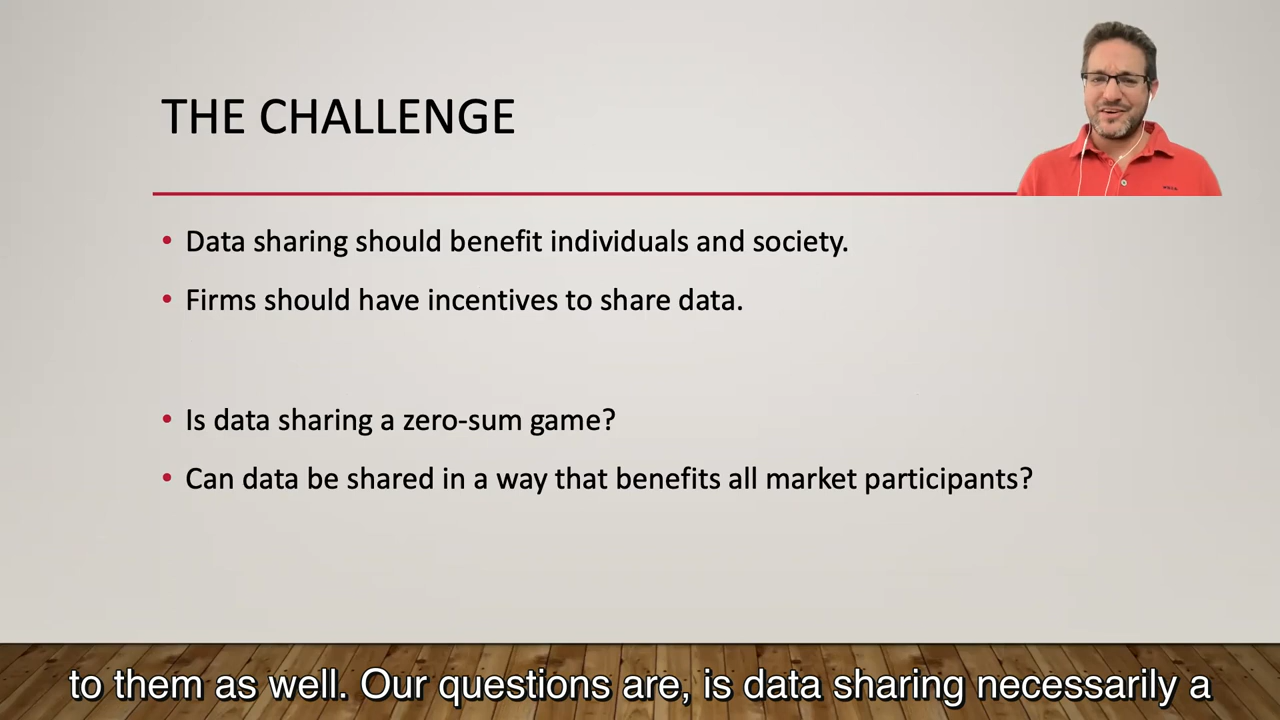 THE CHALLENGE
• Data sharing should benefit individuals and society.
• Firms should have incentives to share data.
• Is data sharing a zero-sum game?
• Can data be shared in a way that benefits all market participants?
to them as well. Our questions are, is data sharing necessarily a